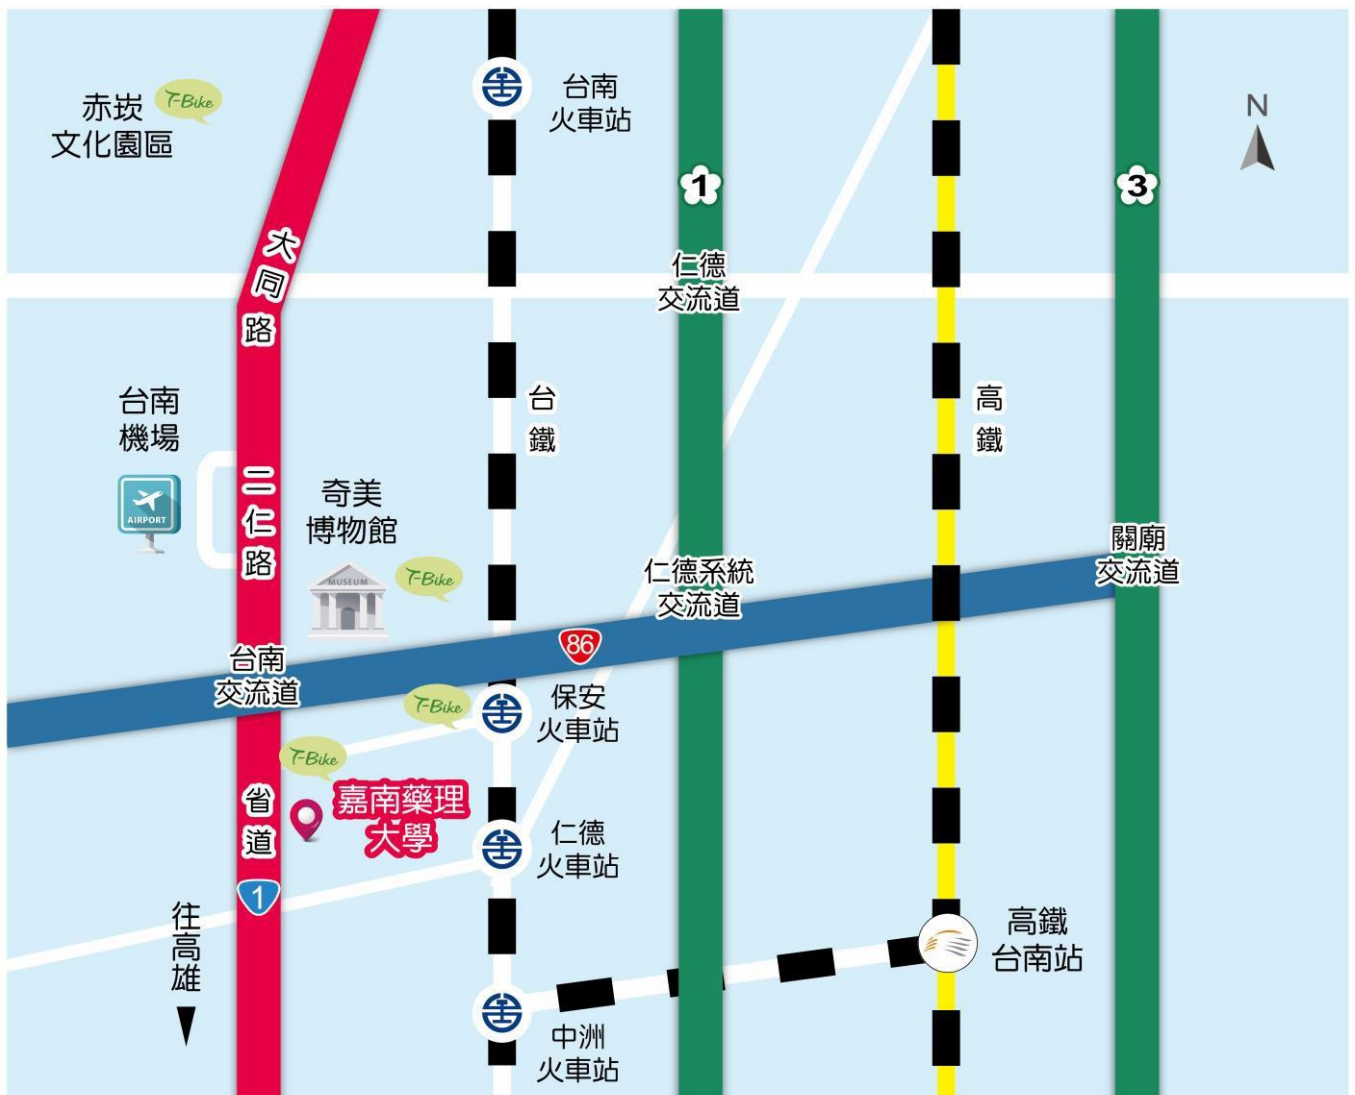 赤崁
文化園區
T-Bike
台南
火車站
N
1
3
大同路
仁德
交流道
台南
機場
AIRPORT
二仁路
奇美
博物館
MUSEUM
T-Bike
台鐵
高鐵
仁德系統
交流道
關廟
交流道
86
台南
交流道
T-Bike
保安
火車站
T-Bike
嘉南藥理
大學
省道
1
仁德
火車站
往高雄
高鐵
台南站
中洲
火車站